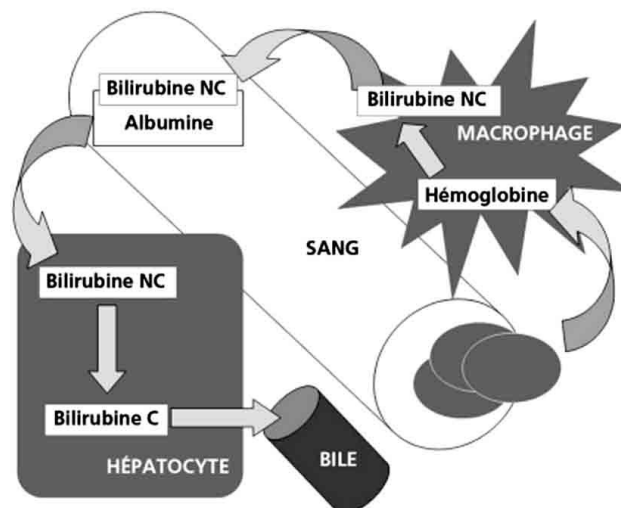 Bilirubine NC
Albumine
Bilirubine NC
MACROPHAGE
Hémoglobine
SANG
Bilirubine NC
Bilirubine C
HÉPATOCYTE
BILE